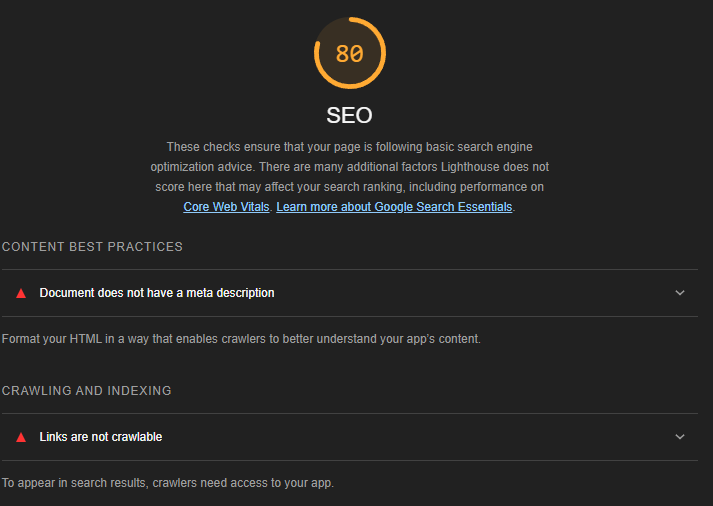 80
SEO
These checks ensure that your page is following basic search engine
optimization advice. There are many additional factors Lighthouse does not
score here that may affect your search ranking, including performance on
Core Web Vitals. Learn more about Google Search Essentials.
CONTENT BEST PRACTICES
Document does not have a meta description
Format your HTML in a way that enables crawlers to better understand your app's content.
CRAWLING AND INDEXING
Links are not crawlable
To appear in search results, crawlers need access to your app.